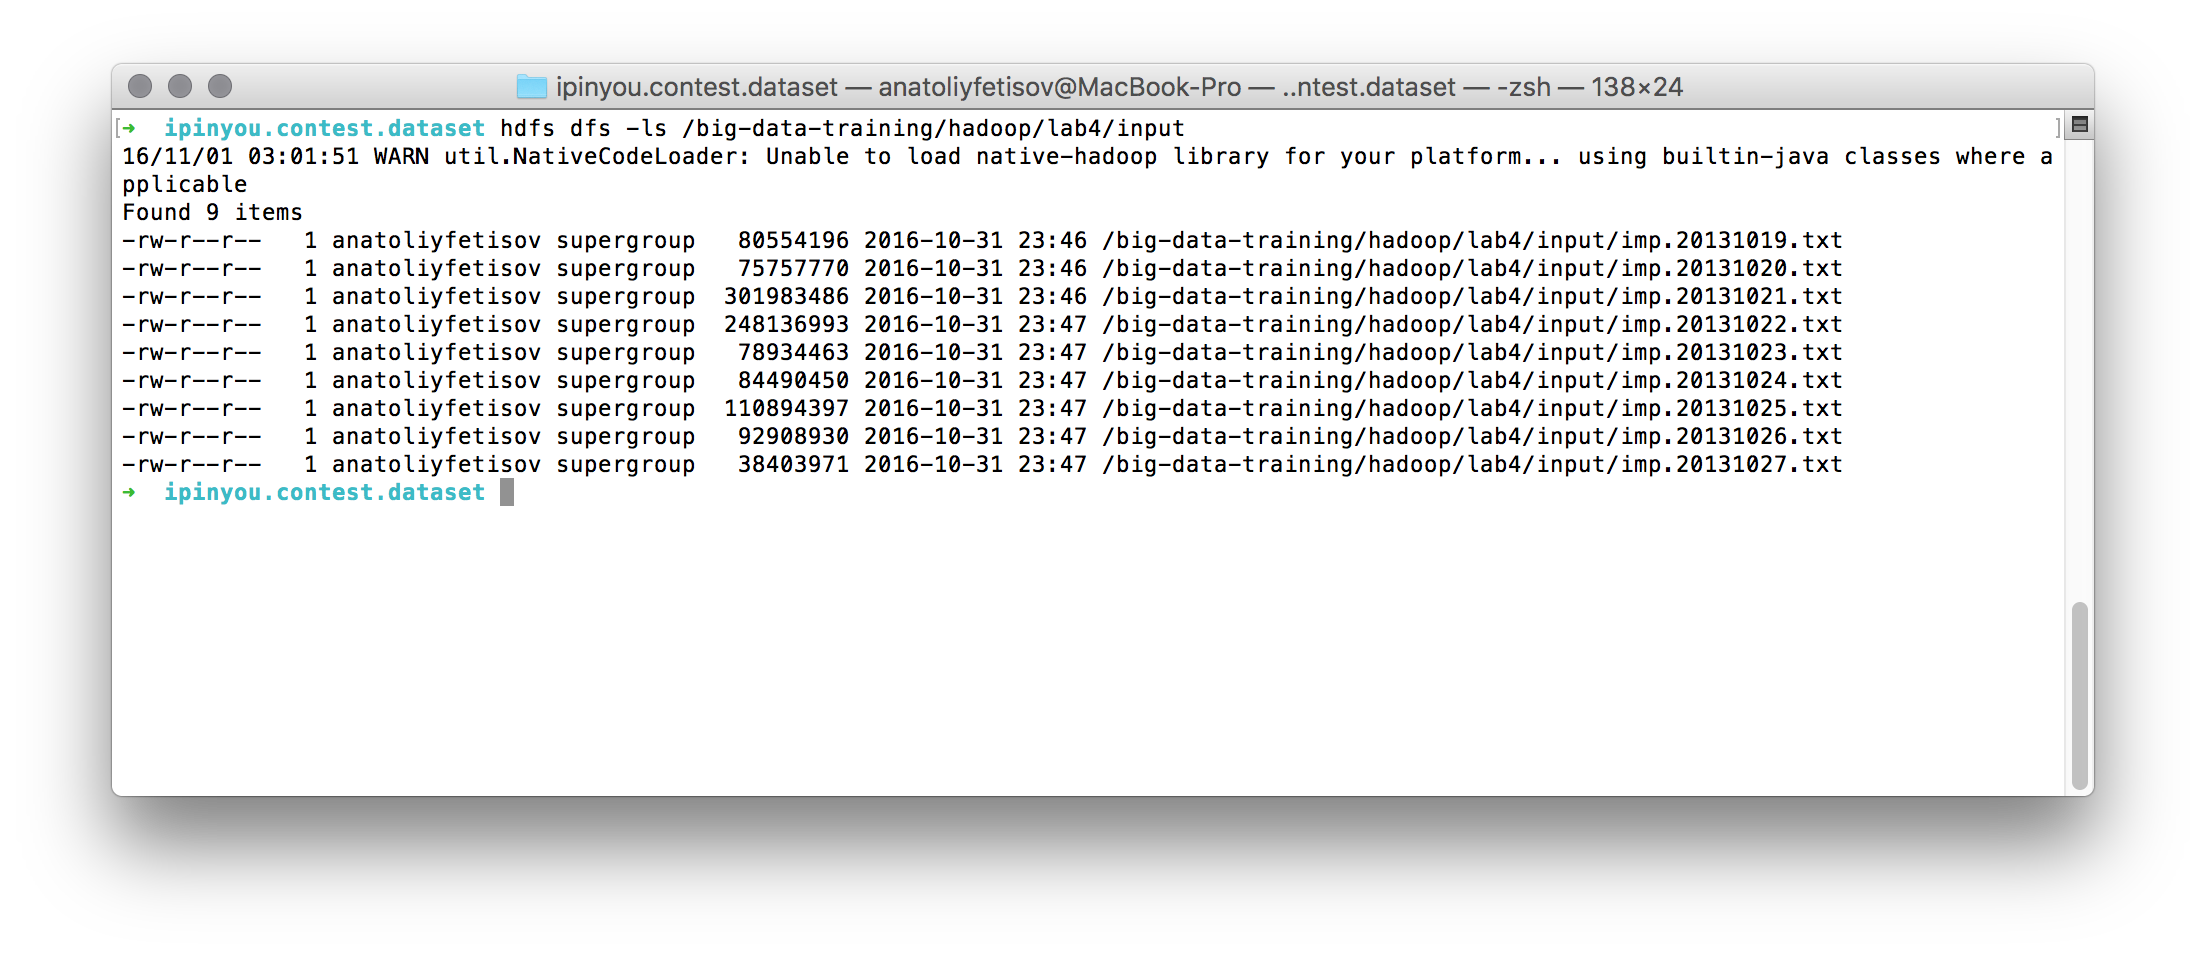 ipinyou.contest.dataset — anatoliyfetisov@MacBook-Pro — ..ntest.dataset — -zsh — 138×24
[➜  ipinyou.contest.dataset hdfs dfs -ls /big-data-training/hadoop/lab4/input ]
16/11/01 03:01:51 WARN util.NativeCodeLoader: Unable to load native-hadoop library for your platform... using builtin-java classes where a
pplicable
Found 9 items
-rw-r--r--   1 anatoliyfetisov supergroup   80554196 2016-10-31 23:46 /big-data-training/hadoop/lab4/input/imp.20131019.txt
-rw-r--r--   1 anatoliyfetisov supergroup   75757770 2016-10-31 23:46 /big-data-training/hadoop/lab4/input/imp.20131020.txt
-rw-r--r--   1 anatoliyfetisov supergroup  301983486 2016-10-31 23:46 /big-data-training/hadoop/lab4/input/imp.20131021.txt
-rw-r--r--   1 anatoliyfetisov supergroup  248136993 2016-10-31 23:47 /big-data-training/hadoop/lab4/input/imp.20131022.txt
-rw-r--r--   1 anatoliyfetisov supergroup   78934463 2016-10-31 23:47 /big-data-training/hadoop/lab4/input/imp.20131023.txt
-rw-r--r--   1 anatoliyfetisov supergroup   84490450 2016-10-31 23:47 /big-data-training/hadoop/lab4/input/imp.20131024.txt
-rw-r--r--   1 anatoliyfetisov supergroup  110894397 2016-10-31 23:47 /big-data-training/hadoop/lab4/input/imp.20131025.txt
-rw-r--r--   1 anatoliyfetisov supergroup   92908930 2016-10-31 23:47 /big-data-training/hadoop/lab4/input/imp.20131026.txt
-rw-r--r--   1 anatoliyfetisov supergroup   38403971 2016-10-31 23:47 /big-data-training/hadoop/lab4/input/imp.20131027.txt
➜  ipinyou.contest.dataset